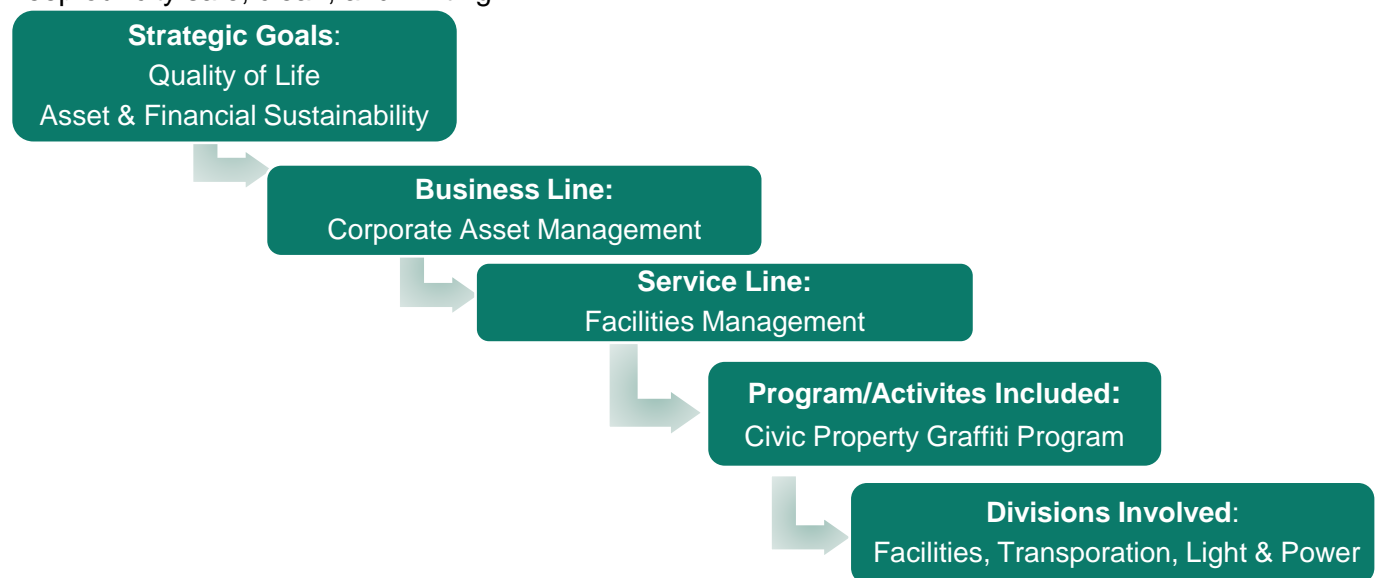 Strategic Goals:
Quality of Life
Asset & Financial Sustainability
Business Line:
Corporate Asset Management
Service Line:
Facilities Management
Program/Activites Included:
Civic Property Graffiti Program
Divisions Involved:
Facilities, Transporation, Light & Power